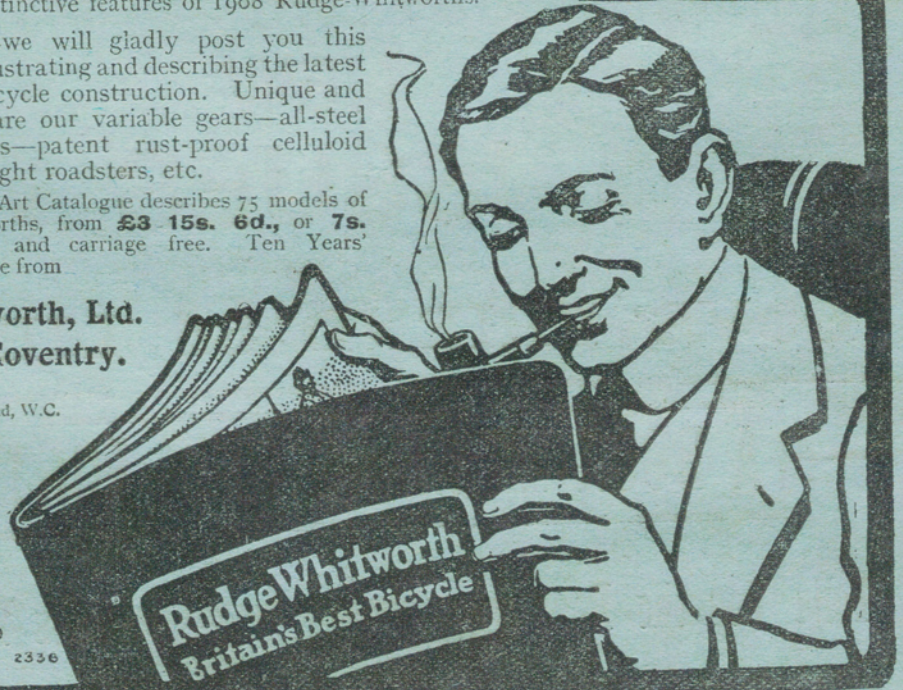 tinctive features of 1908 Rudge-Whitworths.
we will gladly post you this
ustrating and describing the latest
cycle construction. Unique and
are our variable gears—all-steel
s—patent rust-proof celluloid
ght roadsters, etc.
Art Catalogue describes 75 models of
rths, from £3 15s. 6d., or 7s.
and carriage free. Ten Years'
e from
orth, Ltd.
Coventry.
d, W.C.
Rudge Whitworth
Britain's Best Bicycle
2336